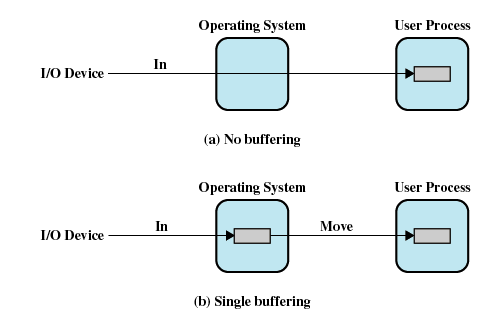 Operating System User Process
In
I/O Device
(a) No buffering
Operating System User Process
In Move
I/O Device
(b) Single buffering